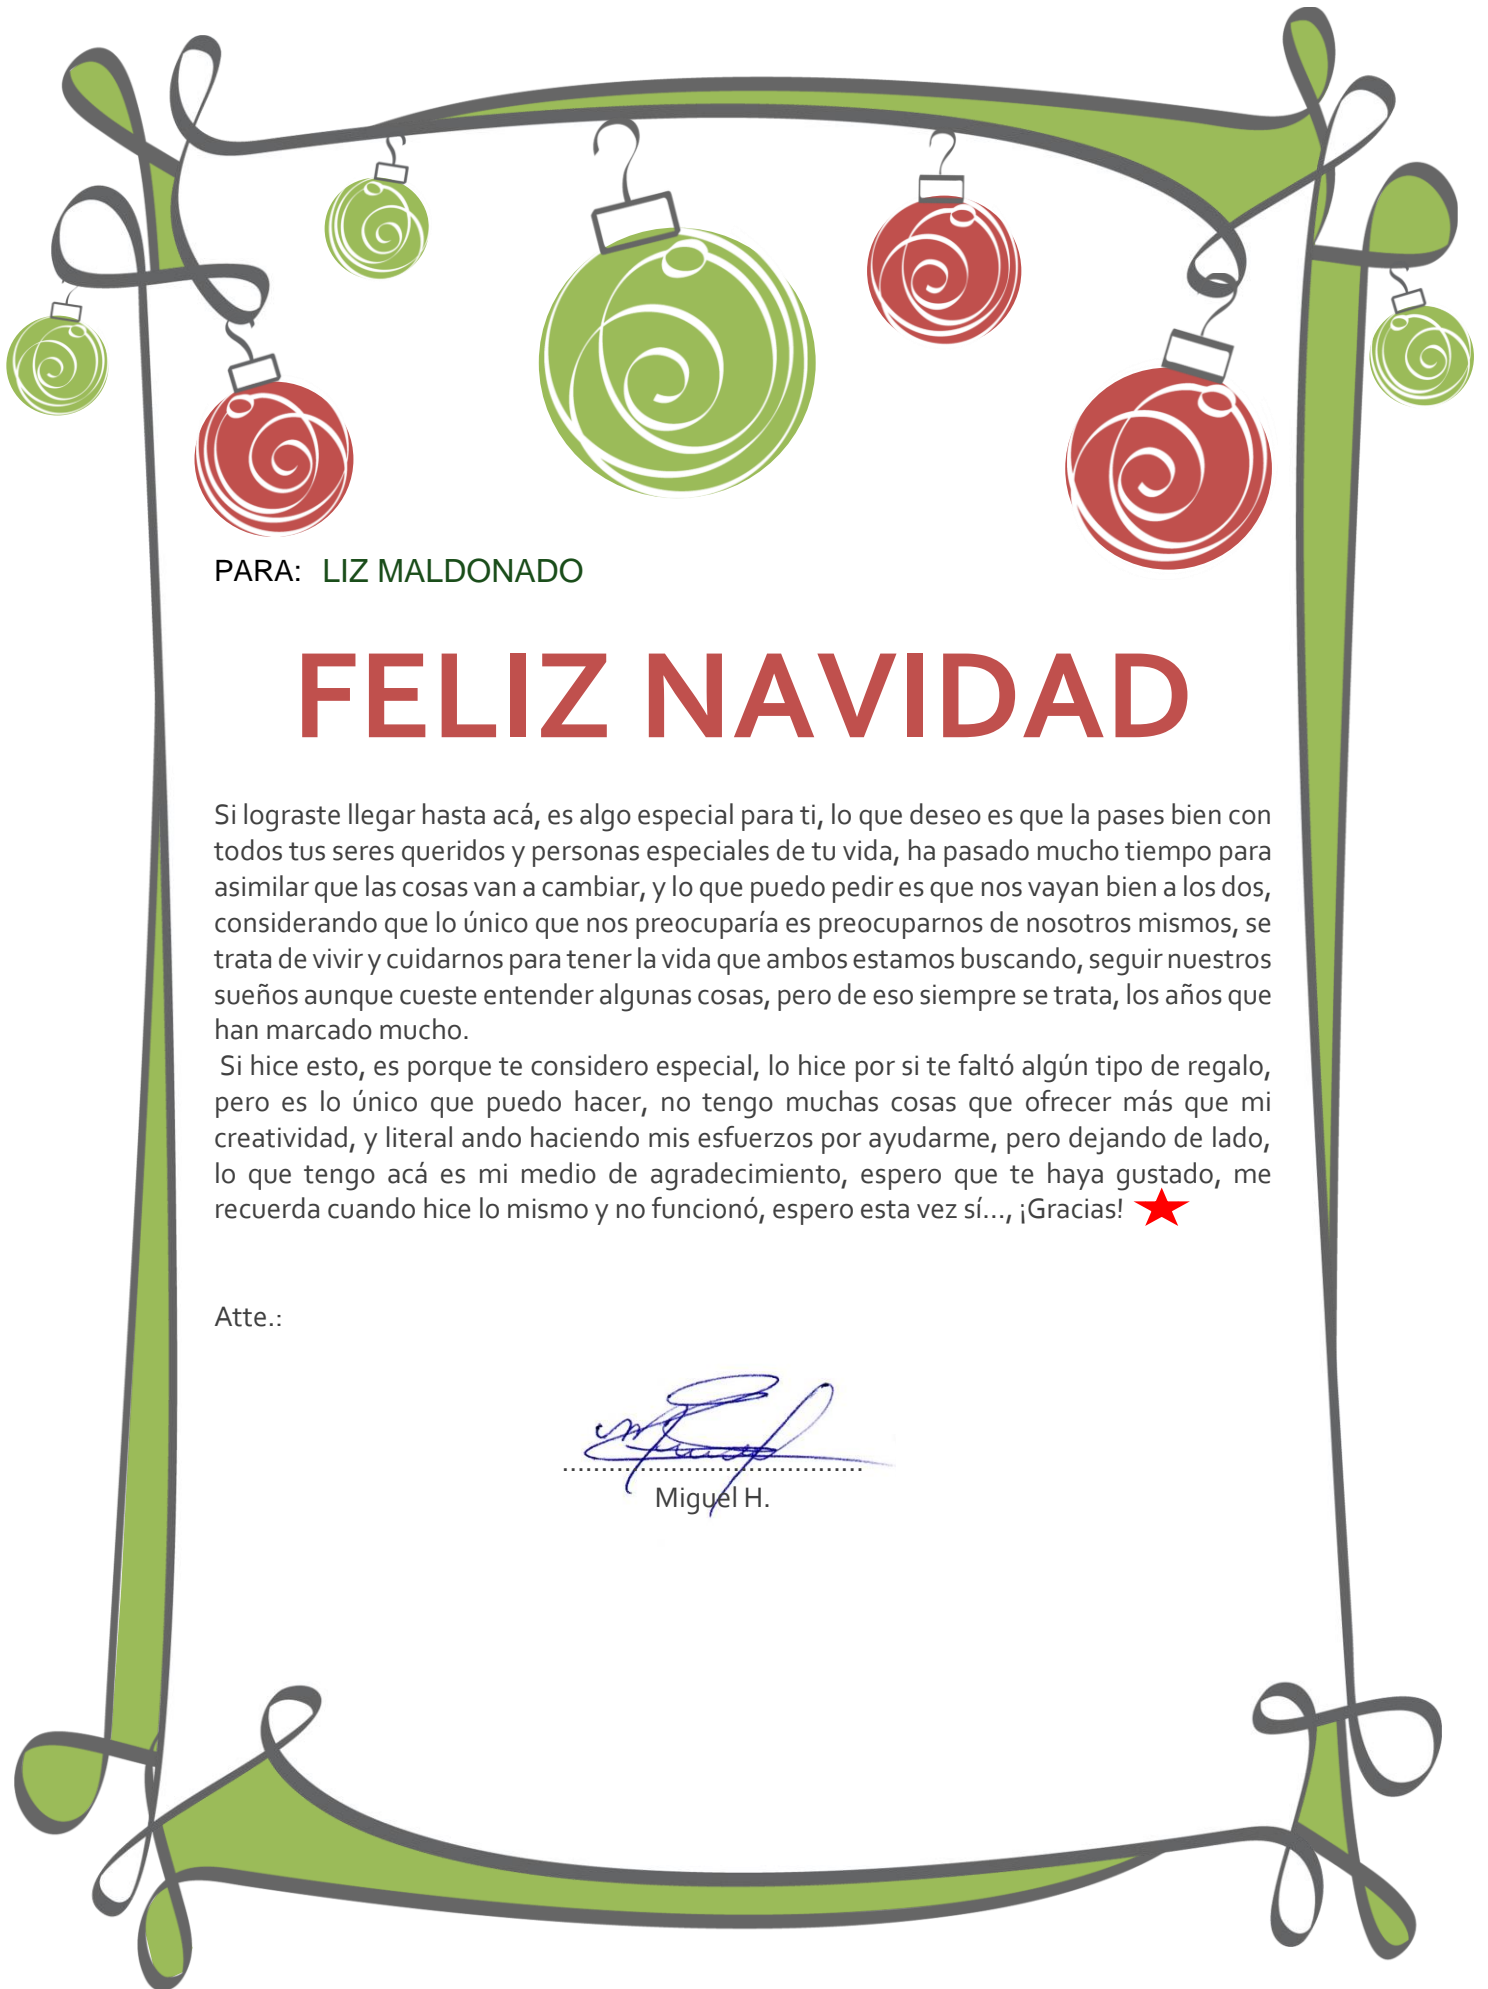 PARA: LIZ MALDONADO
FELIZ NAVIDAD
Si lograste llegar hasta acá, es algo especial para ti, lo que deseo es que la pases bien con
todos tus seres queridos y personas especiales de tu vida, ha pasado mucho tiempo para
asimilar que las cosas van a cambiar, y lo que puedo pedir es que nos vayan bien a los dos,
considerando que lo único que nos preocuparía es preocuparnos de nosotros mismos, se
trata de vivir y cuidarnos para tener la vida que ambos estamos buscando, seguir nuestros
sueños aunque cueste entender algunas cosas, pero de eso siempre se trata, los años que
han marcado mucho.
Si hice esto, es porque te considero especial, lo hice por si te faltó algún tipo de regalo,
pero es lo único que puedo hacer, no tengo muchas cosas que ofrecer más que mi
creatividad, y literal ando haciendo mis esfuerzos por ayudarme, pero dejando de lado,
lo que tengo acá es mi medio de agradecimiento, espero que te haya gustado, me
recuerda cuando hice lo mismo y no funcionó, espero esta vez sí..., ¡Gracias!
Atte.:
Miguel H.